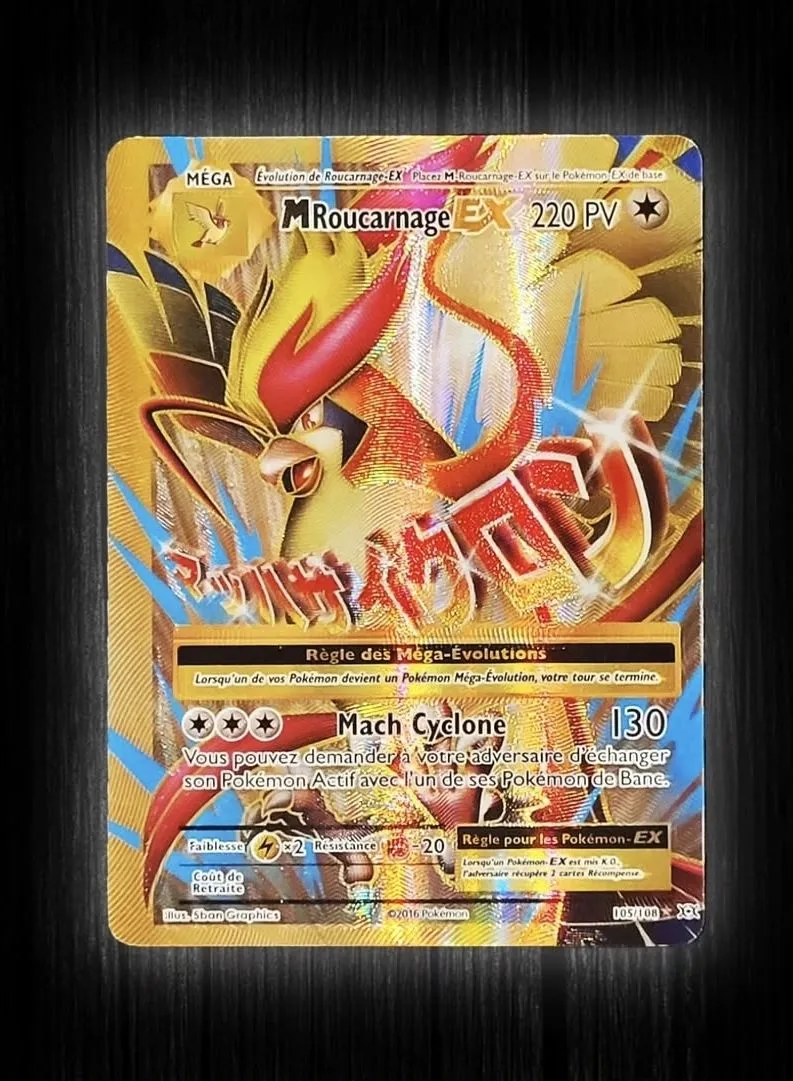 MÉGA
Évolution de Roucarnage-EX Placez M-Roucarnage-EX sur le Pokémon EX de base
M Roucarnage EX 220 PV
マッハサイクロン
Règle des Méga-Évolutions
Lorsqu'un de vos Pokémon devient un Pokémon Méga-Évolution, votre tour se termine.
Mach Cyclone 130
Vous pouvez demander à votre adversaire d'échanger
son Pokémon Actif avec l'un de ses Pokémon de Banc.
Faiblesse ×2 Résistance -20
Règle pour les Pokémon-EX
Lorsqu'un Pokémon-EX est mis K.O.,
l'adversaire récupère 2 cartes Récompense.
Coût de
Retraite
Illus. 5ban Graphics ©2016 Pokémon 105/108